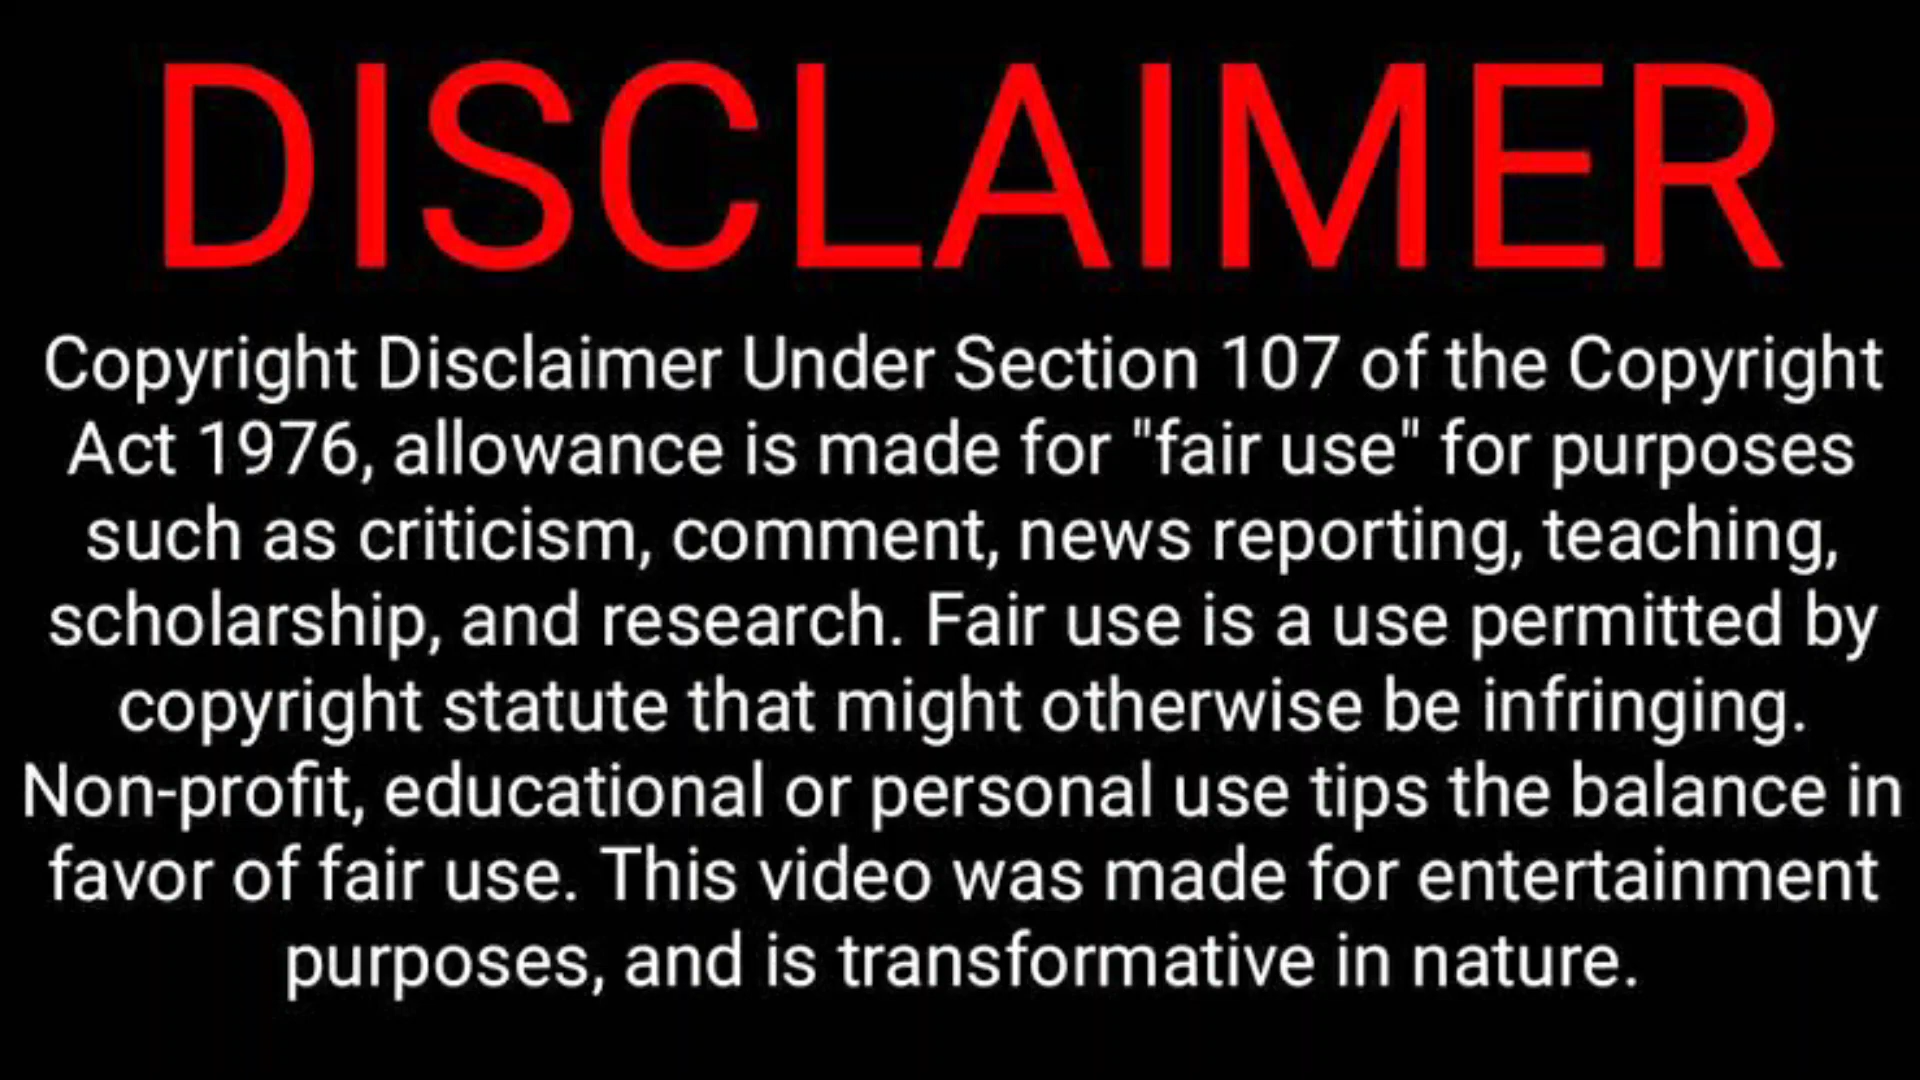 DISCLAIMER
Copyright Disclaimer Under Section 107 of the Copyright
Act 1976, allowance is made for "fair use" for purposes
such as criticism, comment, news reporting, teaching,
scholarship, and research. Fair use is a use permitted by
copyright statute that might otherwise be infringing.
Non-profit, educational or personal use tips the balance in
favor of fair use. This video was made for entertainment
purposes, and is transformative in nature.